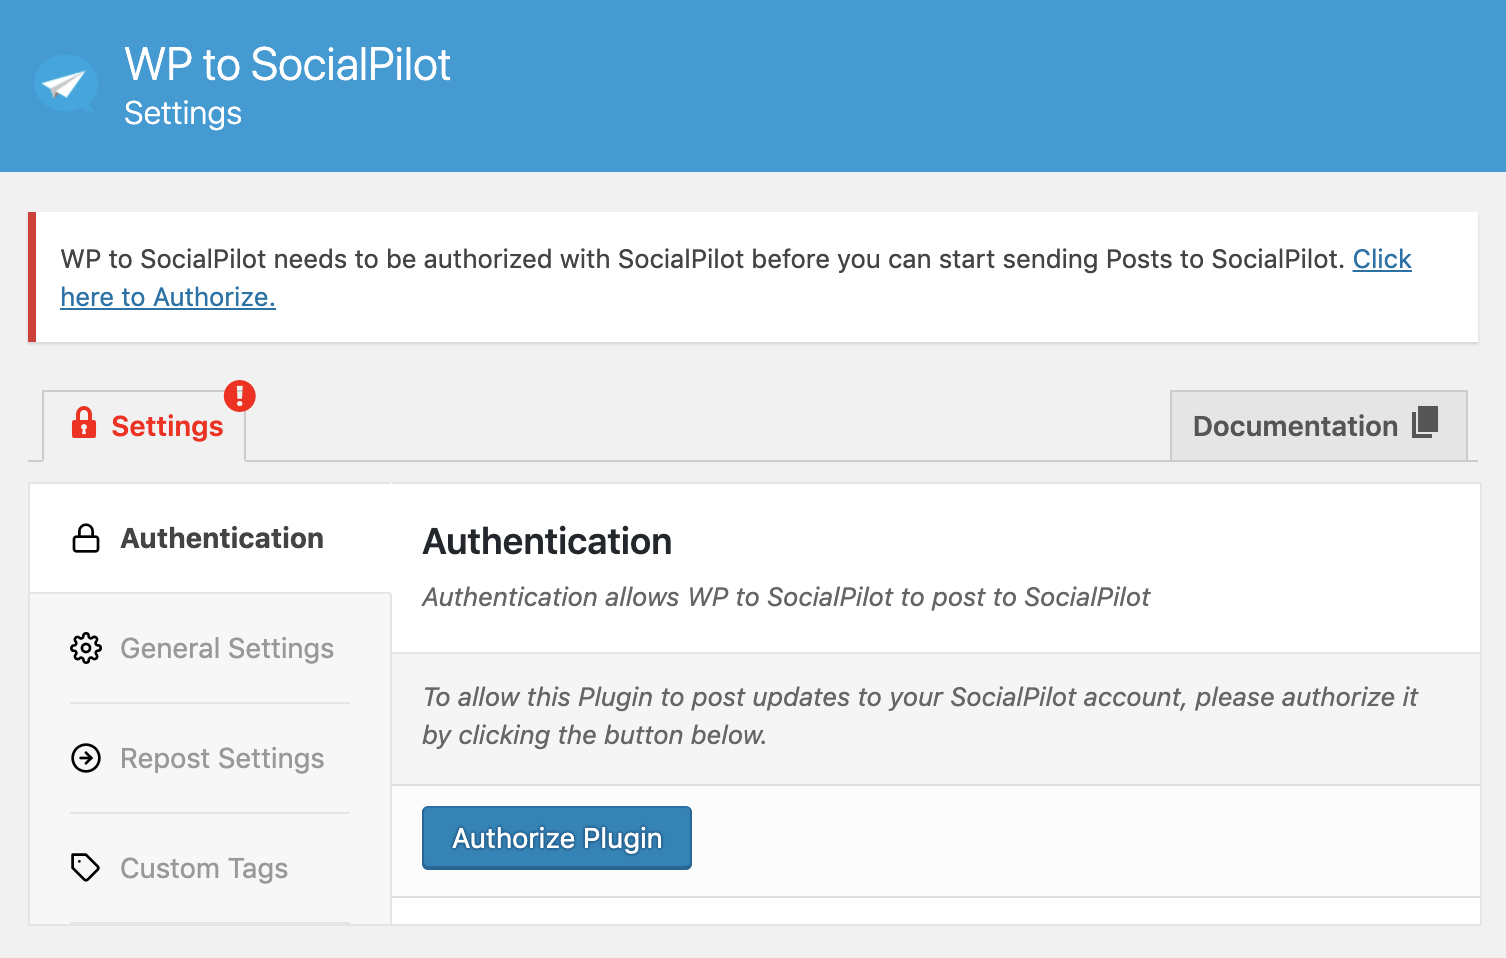 WP to SocialPilot
Settings
WP to SocialPilot needs to be authorized with SocialPilot before you can start sending Posts to SocialPilot. Click
here to Authorize.
Settings
Documentation
Authentication
General Settings
Repost Settings
Custom Tags
Authentication
Authentication allows WP to SocialPilot to post to SocialPilot
To allow this Plugin to post updates to your SocialPilot account, please authorize it
by clicking the button below.
Authorize Plugin